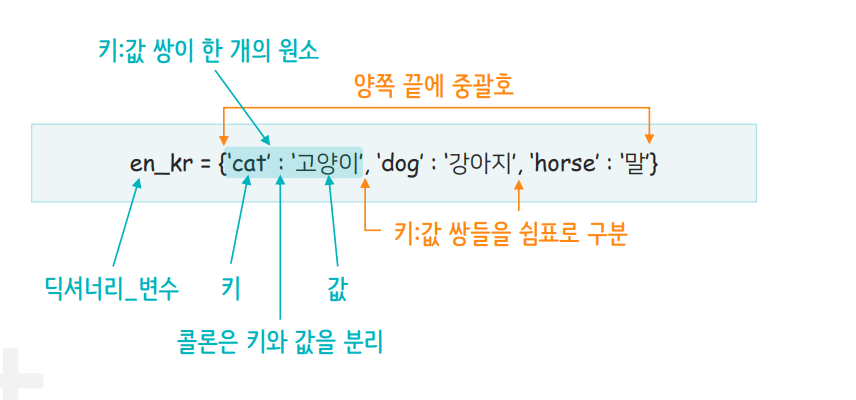 키:값 쌍이 한 개의 원소
양쪽 끝에 중괄호
en_kr = {‘cat’ : ‘고양이’, ‘dog’ : ‘강아지’, ‘horse’ : ‘말’}
키:값 쌍들을 쉼표로 구분
딕셔너리_변수
키
값
콜론은 키와 값을 분리